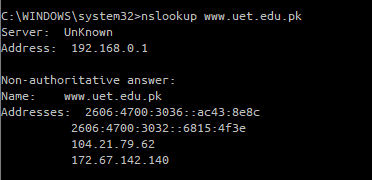 C:\WINDOWS\system32>nslookup www.uet.edu.pk
Server:  UnKnown
Address:  192.168.0.1

Non-authoritative answer:
Name:    www.uet.edu.pk
Addresses:  2606:4700:3036::ac43:8e8c
          2606:4700:3032::6815:4f3e
          104.21.79.62
          172.67.142.140